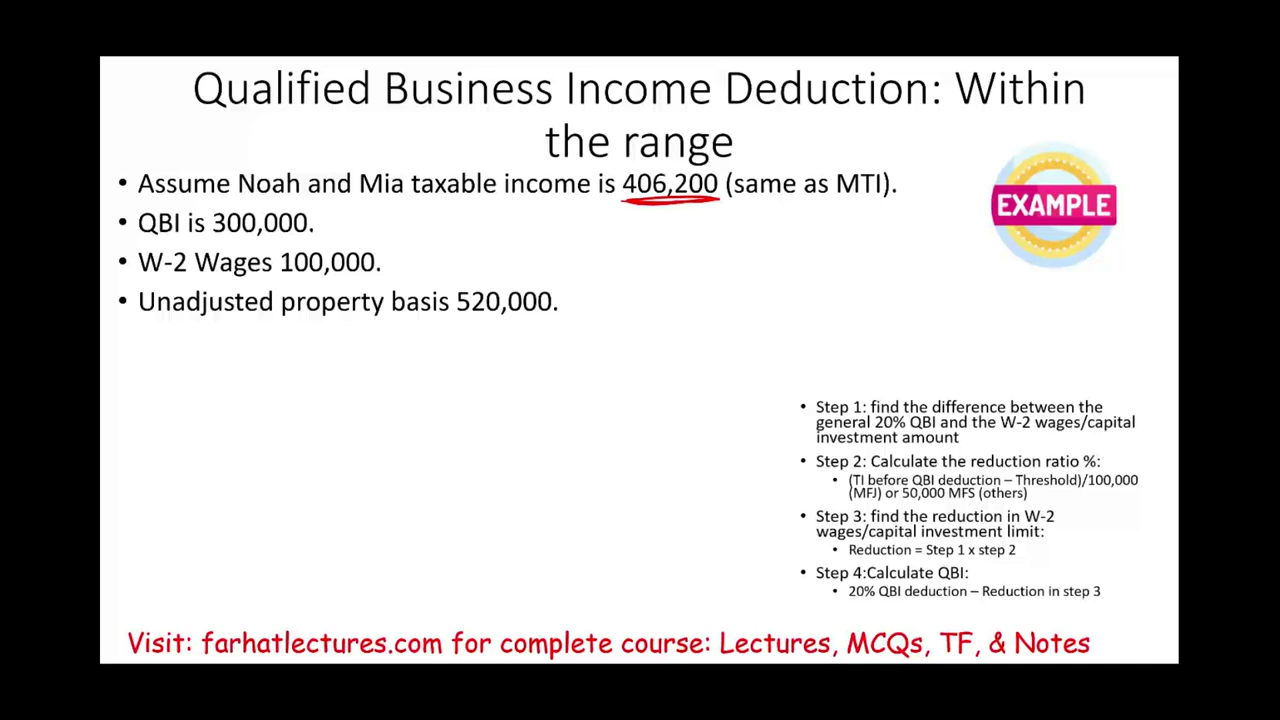 Qualified Business Income Deduction: Within
the range
• Assume Noah and Mia taxable income is 406,200 (same as MTI).
• QBI is 300,000.
• W-2 Wages 100,000.
• Unadjusted property basis 520,000.
EXAMPLE
• Step 1: find the difference between the
general 20% QBI and the W-2 wages/capital
investment amount
• Step 2: Calculate the reduction ratio %:
• (TI before QBI deduction – Threshold)/100,000
(MFJ) or 50,000 MFS (others)
• Step 3: find the reduction in W-2
wages/capital investment limit:
• Reduction = Step 1 x step 2
• Step 4:Calculate QBI:
• 20% QBI deduction – Reduction in step 3
Visit: farhatlectures.com for complete course: Lectures, MCQs, TF, & Notes